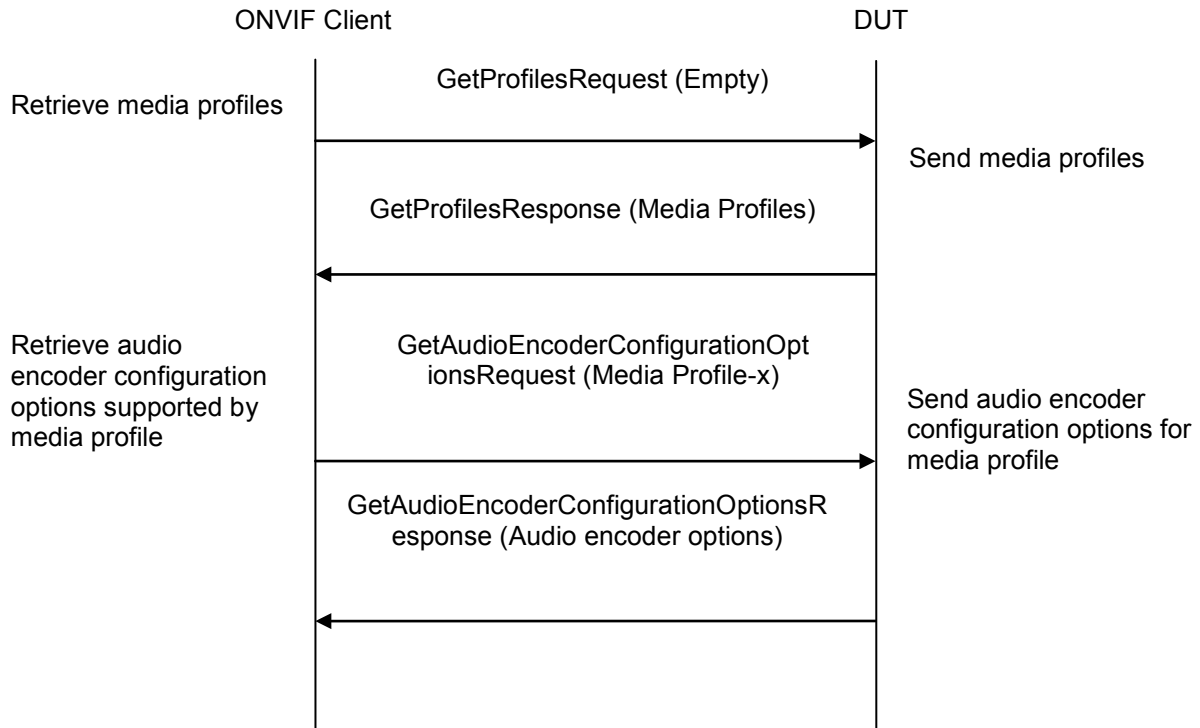 ONVIF Client
DUT
GetProfilesRequest (Empty)
Retrieve media profiles
Send media profiles
GetProfilesResponse (Media Profiles)
Retrieve audio
encoder configuration
options supported by
media profile
GetAudioEncoderConfigurationOpt
ionsRequest (Media Profile-x)
Send audio encoder
configuration options for
media profile
GetAudioEncoderConfigurationOptionsR
esponse (Audio encoder options)